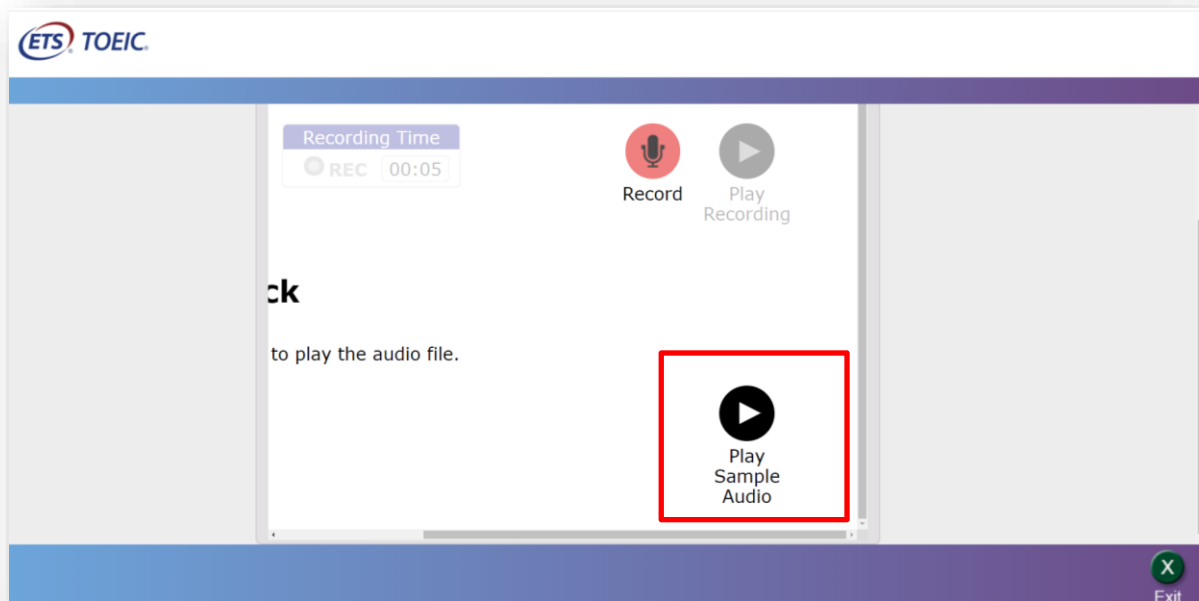 ETS® TOEIC®
Recording Time
REC 00:05
Record
Play
Recording
ck
to play the audio file.
Play
Sample
Audio
X
Exit